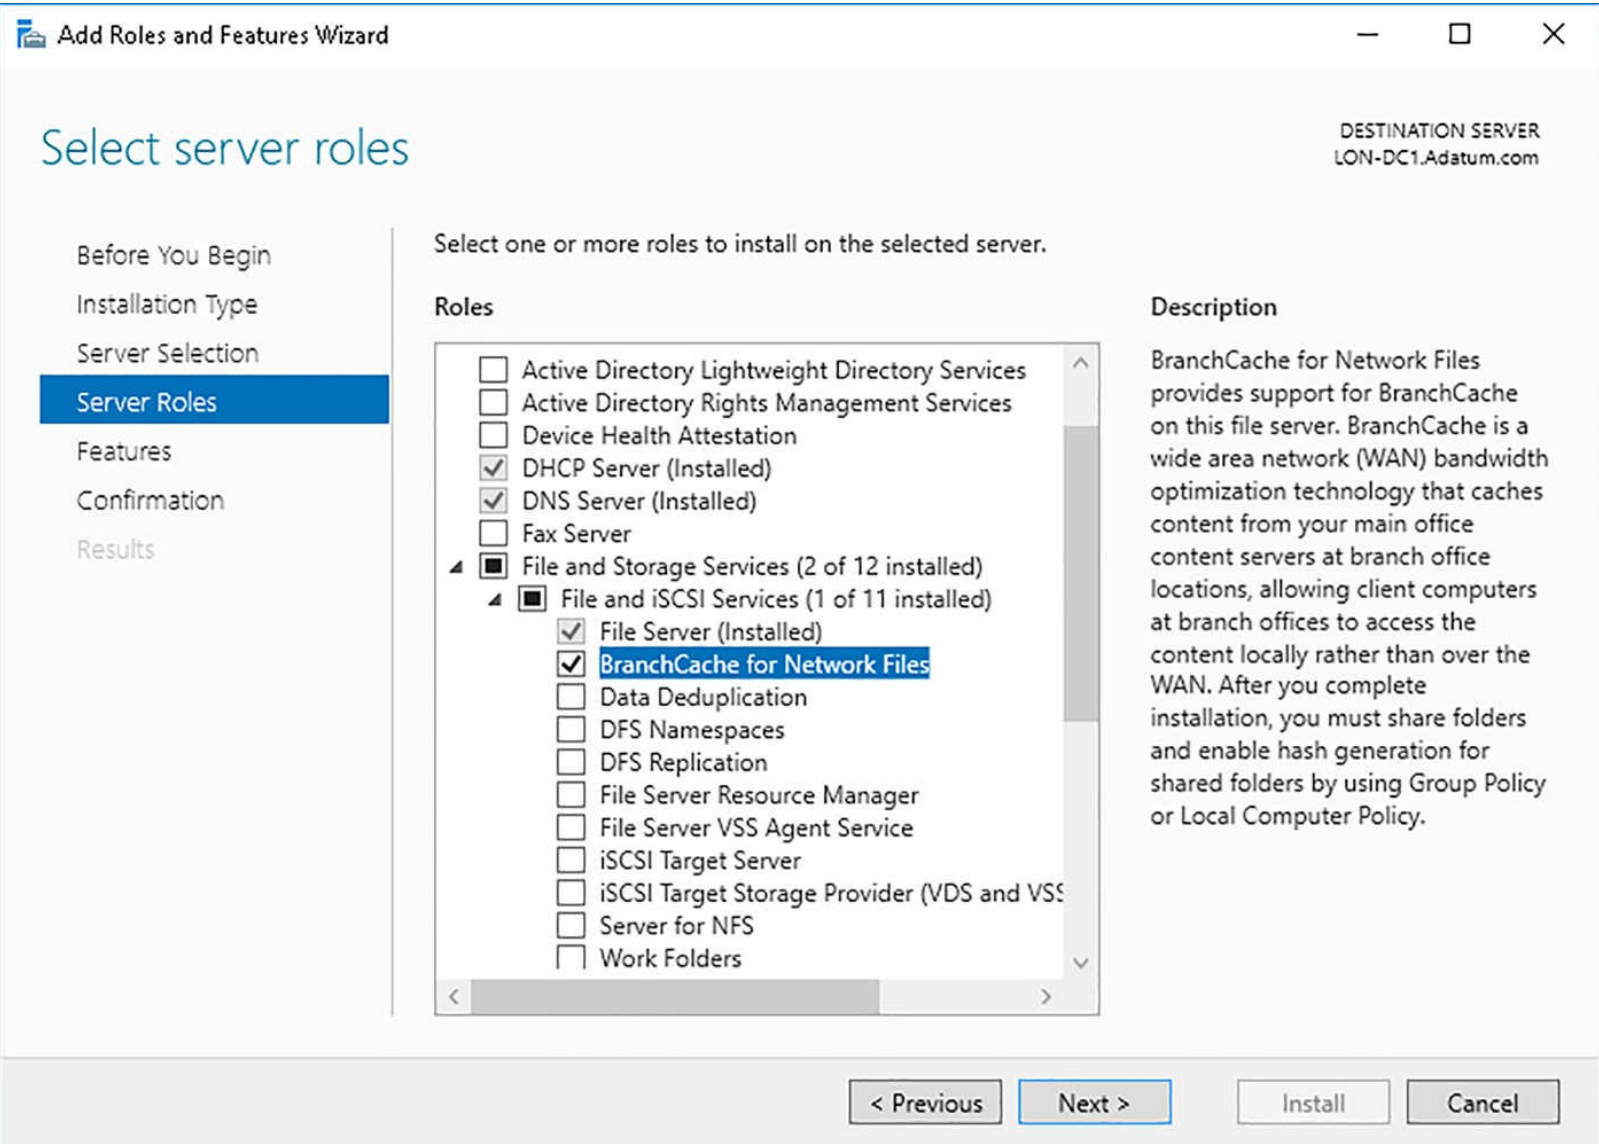 Add Roles and Features Wizard
Select server roles
DESTINATION SERVER
LON-DC1.Adatum.com
Before You Begin
Installation Type
Server Selection
Server Roles
Features
Confirmation
Results
Select one or more roles to install on the selected server.
Roles
Active Directory Lightweight Directory Services
Active Directory Rights Management Services
Device Health Attestation
DHCP Server (Installed)
DNS Server (Installed)
Fax Server
File and Storage Services (2 of 12 installed)
File and iSCSI Services (1 of 11 installed)
File Server (Installed)
BranchCache for Network Files
Data Deduplication
DFS Namespaces
DFS Replication
File Server Resource Manager
File Server VSS Agent Service
iSCSI Target Server
iSCSI Target Storage Provider (VDS and VSS
Server for NFS
Work Folders
Description
BranchCache for Network Files
provides support for BranchCache
on this file server. BranchCache is a
wide area network (WAN) bandwidth
optimization technology that caches
content from your main office
content servers at branch office
locations, allowing client computers
at branch offices to access the
content locally rather than over the
WAN. After you complete
installation, you must share folders
and enable hash generation for
shared folders by using Group Policy
or Local Computer Policy.
< Previous
Next >
Install
Cancel